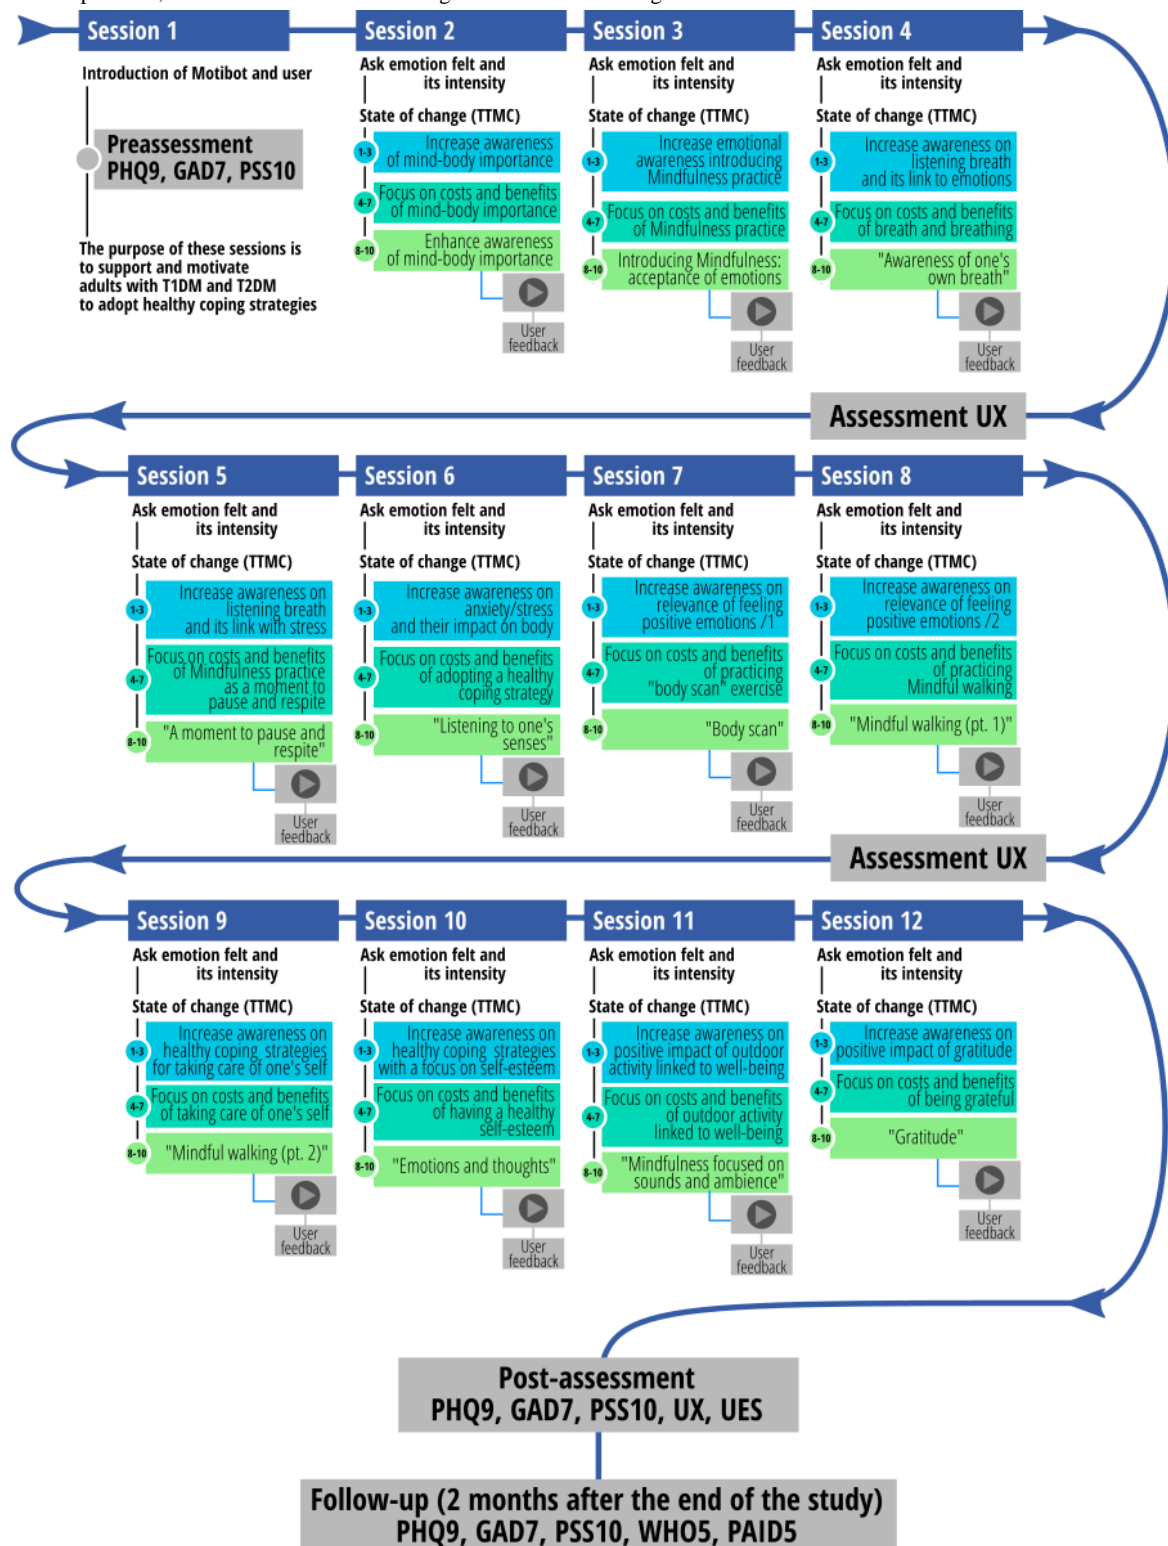 Session 1
Introduction of Motibot and user
Preassessment
PHQ9, GAD7, PSS10
The purpose of these sessions is
to support and motivate
adults with T1DM and T2DM
to adopt healthy coping strategies
Session 2
Ask emotion felt and
its intensity
State of change (TTMC)
1-3
Increase awareness
of mind-body importance
4-7
Focus on costs and benefits
of mind-body importance
8-10
Enhance awareness
of mind-body importance
User
feedback
Session 3
Ask emotion felt and
its intensity
State of change (TTMC)
1-3
Increase emotional
awareness introducing
Mindfulness practice
4-7
Focus on costs and benefits
of Mindfulness practice
8-10
Introducing Mindfulness:
acceptance of emotions
User
feedback
Session 4
Ask emotion felt and
its intensity
State of change (TTMC)
1-3
Increase awareness on
listening breath
and its link to emotions
4-7
Focus on costs and benefits
of breath and breathing
8-10
"Awareness of one's
own breath"
User
feedback
Assessment UX
Session 5
Ask emotion felt and
its intensity
State of change (TTMC)
1-3
Increase awareness on
listening breath
and its link with stress
4-7
Focus on costs and benefits
of Mindfulness practice
as a moment to
pause and respite
8-10
"A moment to pause and
respite"
User
feedback
Session 6
Ask emotion felt and
its intensity
State of change (TTMC)
1-3
Increase awareness on
anxiety/stress
and their impact on body
4-7
Focus on costs and benefits
of adopting a healthy
coping strategy
8-10
"Listening to one's
senses"
User
feedback
Session 7
Ask emotion felt and
its intensity
State of change (TTMC)
1-3
Increase awareness on
relevance of feeling
positive emotions /1
4-7
Focus on costs and benefits
of practicing
"body scan" exercise
8-10
"Body scan"
User
feedback
Session 8
Ask emotion felt and
its intensity
State of change (TTMC)
1-3
Increase awareness on
relevance of feeling
positive emotions /2
4-7
Focus on costs and benefits
of practicing
Mindful walking
8-10
"Mindful walking (pt. 1)"
User
feedback
Assessment UX
Session 9
Ask emotion felt and
its intensity
State of change (TTMC)
1-3
Increase awareness on
healthy coping strategies
for taking care of one's self
4-7
Focus on costs and benefits
of taking care of one's self
8-10
"Mindful walking (pt. 2)"
User
feedback
Session 10
Ask emotion felt and
its intensity
State of change (TTMC)
1-3
Increase awareness on
healthy coping strategies
with a focus on self-esteem
4-7
Focus on costs and benefits
of having a healthy
self-esteem
8-10
"Emotions and thoughts"
User
feedback
Session 11
Ask emotion felt and
its intensity
State of change (TTMC)
1-3
Increase awareness on
positive impact of outdoor
activity linked to well-being
4-7
Focus on costs and benefits
of outdoor activity
linked to well-being
8-10
"Mindfulness focused on
sounds and ambience"
User
feedback
Session 12
Ask emotion felt and
its intensity
State of change (TTMC)
1-3
Increase awareness on
positive impact of gratitude
4-7
Focus on costs and benefits
of being grateful
8-10
"Gratitude"
User
feedback
Post-assessment
PHQ9, GAD7, PSS10, UX, UES
Follow-up (2 months after the end of the study)
PHQ9, GAD7, PSS10, WHO5, PAID5